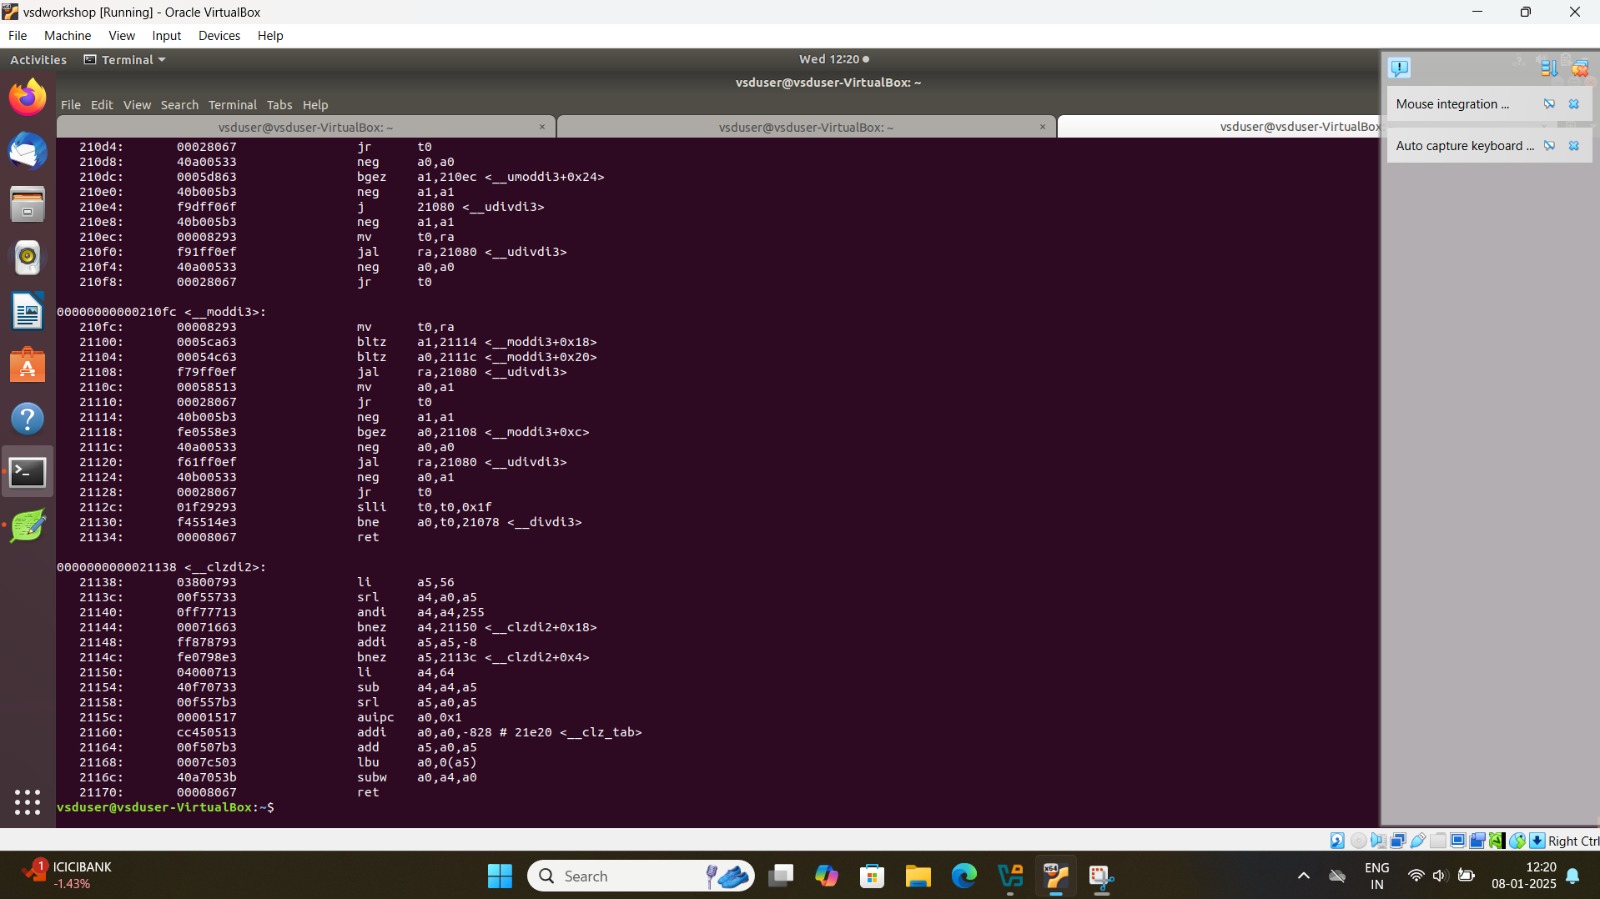 vsdworkshop [Running] - Oracle VirtualBox
File Machine View Input Devices Help
Activities Terminal Wed 12:20
vsduser@vsduser-VirtualBox: ~
File Edit View Search Terminal Tabs Help
vsduser@vsduser-VirtualBox: ~ × vsduser@vsduser-VirtualBox: ~ × vsduser@vsduser-VirtualBox
Mouse integration ...
Auto capture keyboard ...
210d4: 00028067 jr t0
210d8: 40a00533 neg a0,a0
210dc: 0005d863 bgez a1,210ec <__umoddi3+0x24>
210e0: 40b005b3 neg a1,a1
210e4: f9dff06f j 21080 <__udivdi3>
210e8: 40b005b3 neg a1,a1
210ec: 00008293 mv t0,ra
210f0: f91ff0ef jal ra,21080 <__udivdi3>
210f4: 40a00533 neg a0,a0
210f8: 00028067 jr t0
00000000000210fc <__moddi3>:
210fc: 00008293 mv t0,ra
21100: 0005ca63 bltz a1,21114 <__moddi3+0x18>
21104: 00054c63 bltz a0,2111c <__moddi3+0x20>
21108: f79ff0ef jal ra,21080 <__udivdi3>
2110c: 00058513 mv a0,a1
21110: 00028067 jr t0
21114: 40b005b3 neg a1,a1
21118: fe0558e3 bgez a0,21108 <__moddi3+0xc>
2111c: 40a00533 neg a0,a0
21120: f61ff0ef jal ra,21080 <__udivdi3>
21124: 40b00533 neg a0,a1
21128: 00028067 jr t0
2112c: 01f29293 slli t0,t0,0x1f
21130: f45514e3 bne a0,t0,21078 <__divdi3>
21134: 00008067 ret
0000000000021138 <__clzdi2>:
21138: 03800793 li a5,56
2113c: 00f55733 srl a4,a0,a5
21140: 0ff77713 andi a4,a4,255
21144: 00071663 bnez a4,21150 <__clzdi2+0x18>
21148: ff878793 addi a5,a5,-8
2114c: fe0798e3 bnez a5,2113c <__clzdi2+0x4>
21150: 04000713 li a4,64
21154: 40f70733 sub a4,a4,a5
21158: 00f557b3 srl a5,a0,a5
2115c: 00001517 auipc a0,0x1
21160: cc450513 addi a0,a0,-828 # 21e20 <__clz_tab>
21164: 00f507b3 add a5,a0,a5
21168: 0007c503 lbu a0,0(a5)
2116c: 40a7053b subw a0,a4,a0
21170: 00008067 ret
vsduser@vsduser-VirtualBox:~$
Right Ctrl
1 ICICIBANK
-1.43%
Search
ENG
IN
12:20
08-01-2025